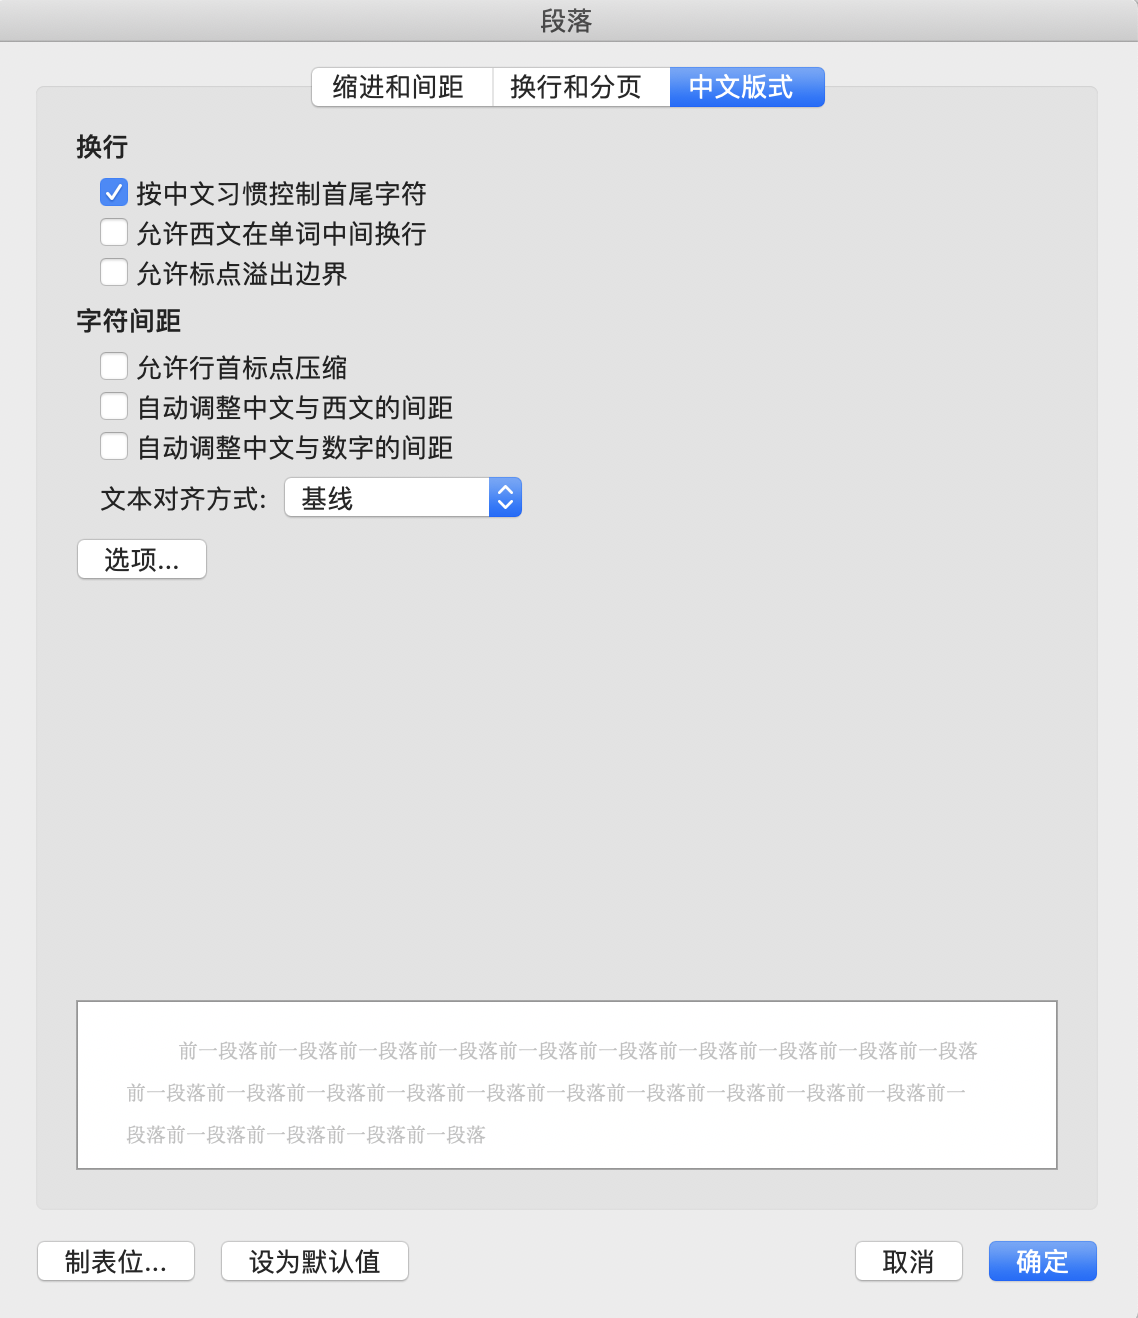 段落
缩进和间距 换行和分页 中文版式
换行
按中文习惯控制首尾字符
允许西文在单词中间换行
允许标点溢出边界
字符间距
允许行首标点压缩
自动调整中文与西文的间距
自动调整中文与数字的间距
文本对齐方式: 基线
选项...
前一段落前一段落前一段落前一段落前一段落前一段落前一段落前一段落前一段落前一段落
前一段落前一段落前一段落前一段落前一段落前一段落前一段落前一段落前一段落前一段落前一
段落前一段落前一段落前一段落前一段落
制表位... 设为默认值 取消 确定